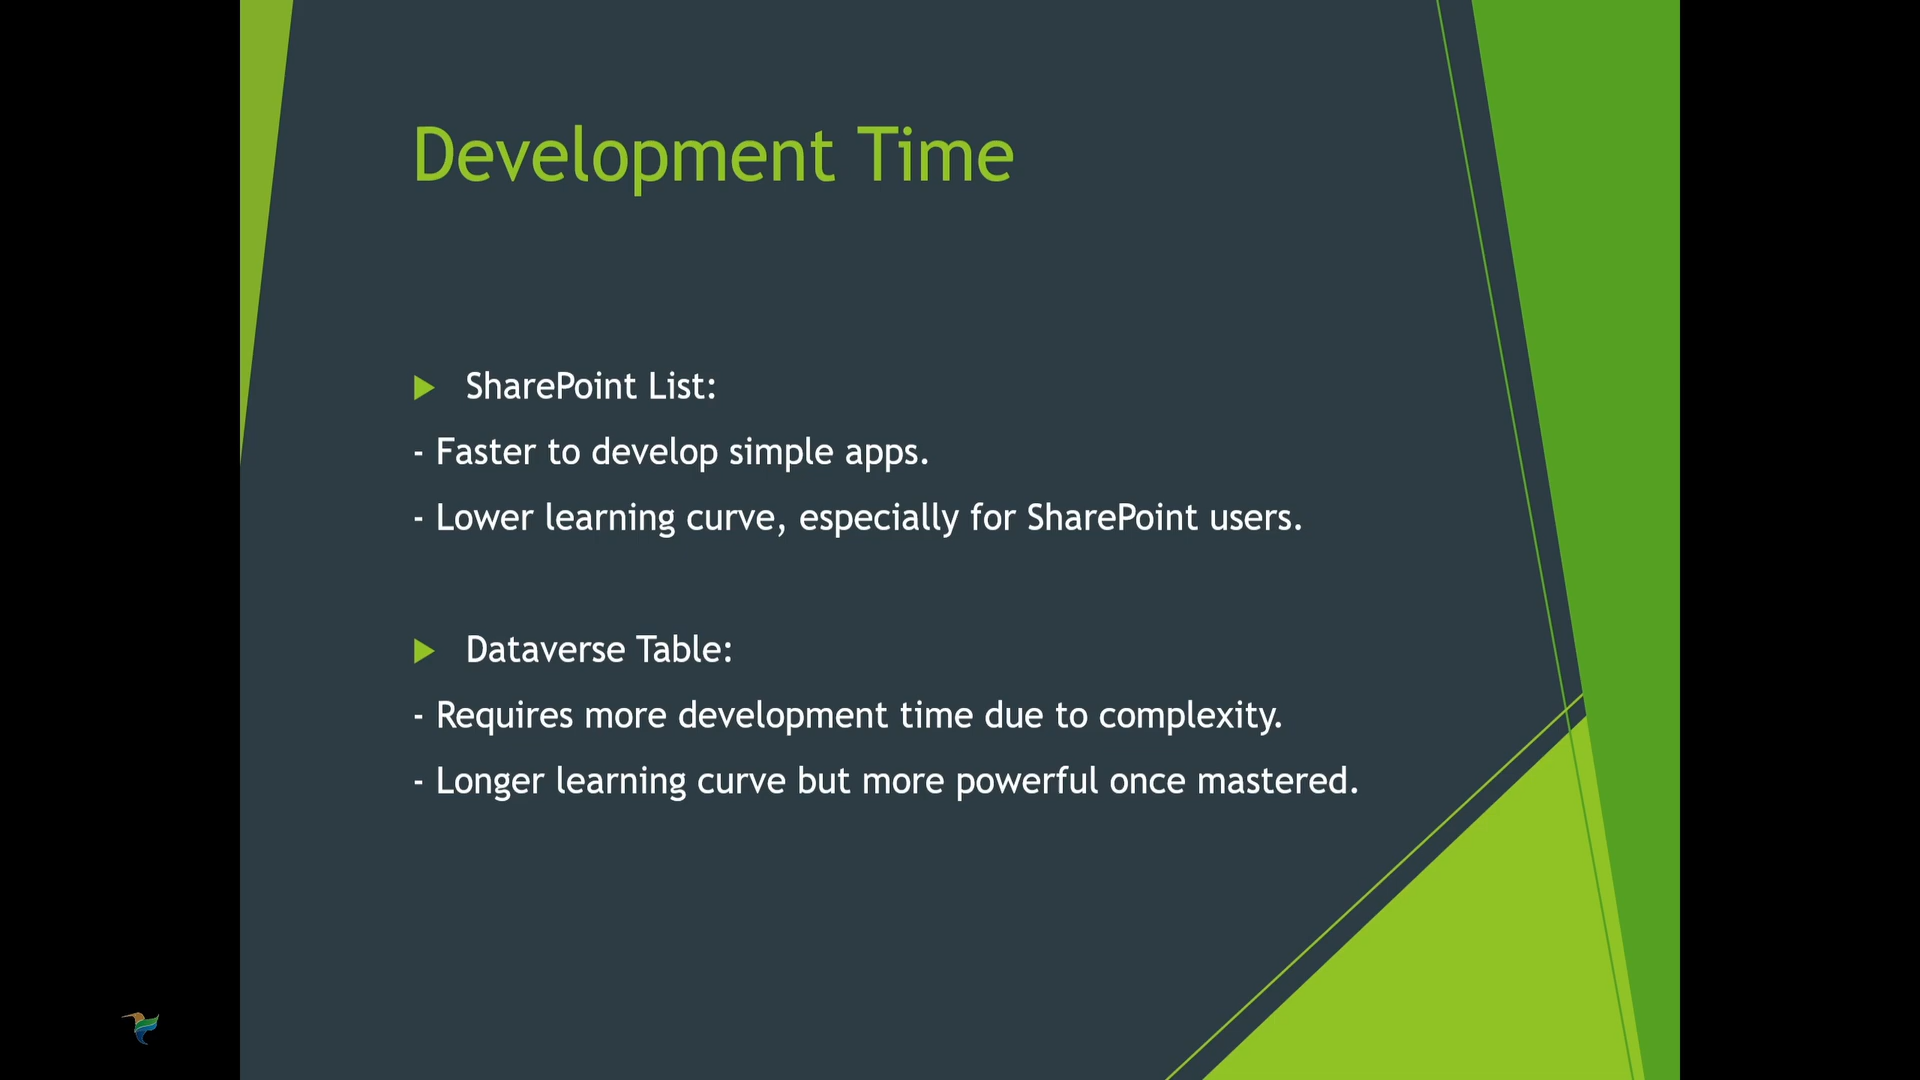 Development Time
SharePoint List:
- Faster to develop simple apps.
- Lower learning curve, especially for SharePoint users.
Dataverse Table:
- Requires more development time due to complexity.
- Longer learning curve but more powerful once mastered.